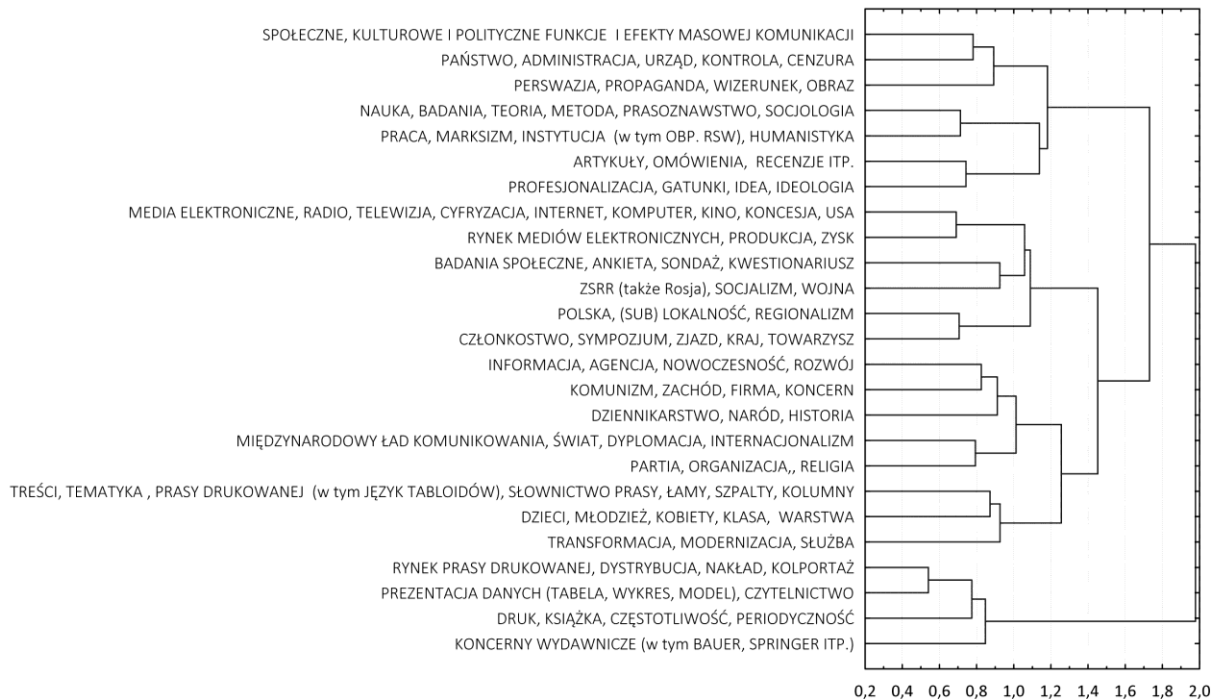 SPOŁECZNE, KULTUROWE I POLITYCZNE FUNKCJE  I EFEKTY MASOWEJ KOMUNIKACJI
PAŃSTWO, ADMINISTRACJA, URZĄD, KONTROLA, CENZURA
PERSWAZJA, PROPAGANDA, WIZERUNEK, OBRAZ
NAUKA, BADANIA, TEORIA, METODA, PRASOZNAWSTWO, SOCJOLOGIA
PRACA, MARKSIZM, INSTYTUCJA  (w tym OBP. RSW), HUMANISTYKA
ARTYKUŁY, OMÓWIENIA,  RECENZJE ITP.
PROFESJONALIZACJA, GATUNKI, IDEA, IDEOLOGIA
MEDIA ELEKTRONICZNE, RADIO, TELEWIZJA, CYFRYZACJA, INTERNET, KOMPUTER, KINO, KONCESJA, USA
RYNEK MEDIÓW ELEKTRONICZNYCH, PRODUKCJA, ZYSK
BADANIA SPOŁECZNE, ANKIETA, SONDAŻ, KWESTIONARIUSZ
ZSRR (także Rosja), SOCJALIZM, WOJNA
POLSKA, (SUB) LOKALNOŚĆ, REGIONALIZM
CZŁONKOSTWO, SYMPOZJUM, ZJAZD, KRAJ, TOWARZYSZ
INFORMACJA, AGENCJA, NOWOCZESNOŚĆ, ROZWÓJ
KOMUNIZM, ZACHÓD, FIRMA, KONCERN
DZIENNIKARSTWO, NARÓD, HISTORIA
MIĘDZYNARODOWY ŁAD KOMUNIKOWANIA, ŚWIAT, DYPLOMACJA, INTERNACJONALIZM
PARTIA, ORGANIZACJA,, RELIGIA
TREŚCI, TEMATYKA , PRASY DRUKOWANEJ  (w tym JĘZYK TABLOIDÓW), SŁOWNICTWO PRASY, ŁAMY, SZPALTY, KOLUMNY
DZIECI, MŁODZIEŻ, KOBIETY, KLASA,  WARSTWA
TRANSFORMACJA, MODERNIZACJA, SŁUŻBA
RYNEK PRASY DRUKOWANEJ, DYSTRYBUCJA, NAKŁAD, KOLPORTAŻ
PREZENTACJA DANYCH (TABELA, WYKRES, MODEL), CZYTELNICTWO
DRUK, KSIĄŻKA, CZĘSTOTLIWOŚĆ, PERIODYCZNOŚĆ
KONCERNY WYDAWNICZE (w tym BAUER, SPRINGER ITP.)
0,2 0,4 0,6 0,8 1,0 1,2 1,4 1,6 1,8 2,0